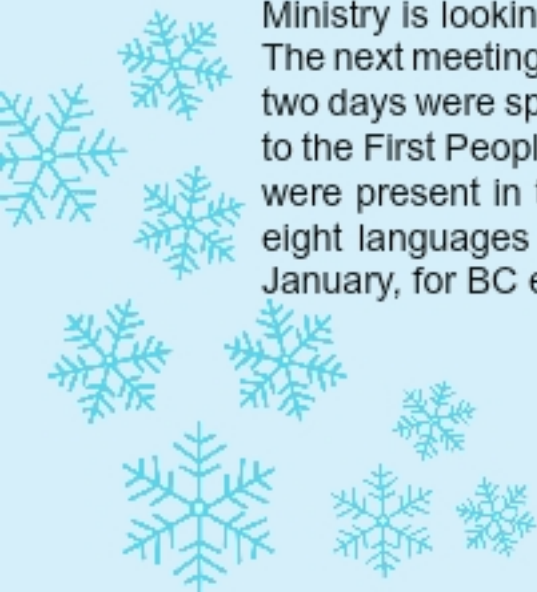 Ministry is lookin
The next meeting
two days were sp
to the First Peopl
were present in t
eight languages
January, for BC e